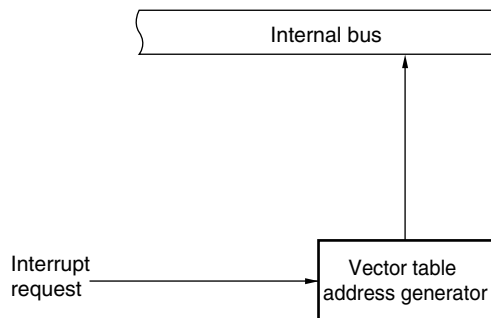 Internal bus
Interrupt
request
Vector table
address generator